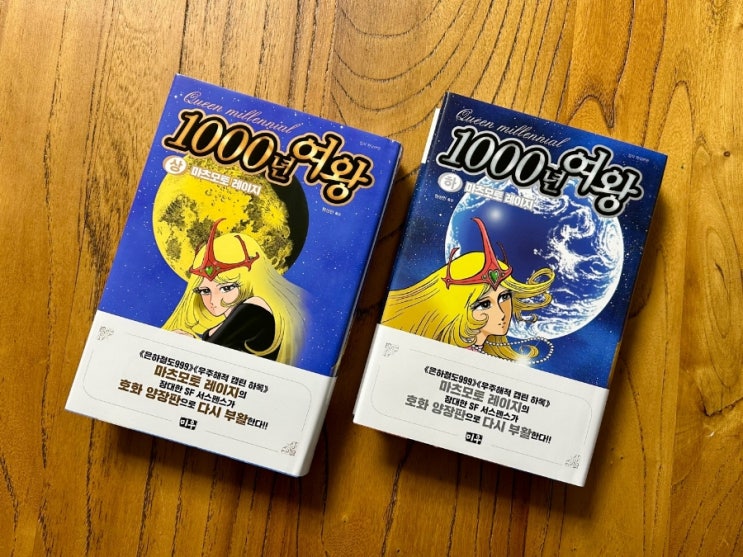 Queen millennial
1000년 여왕
상 마츠모토 레이지
《은하철도999》《우주해적 캡틴 하록》
마츠모토 레이지의
장대한 SF 서스펜스가
호화 양장판으로 다시 부활한다!!
미우
Queen millennial
1000년 여왕
하 마츠모토 레이지
《은하철도999》《우주해적 캡틴 하록》
마츠모토 레이지의
장대한 SF 서스펜스가
호화 양장판으로 다시 부활한다!!
미우